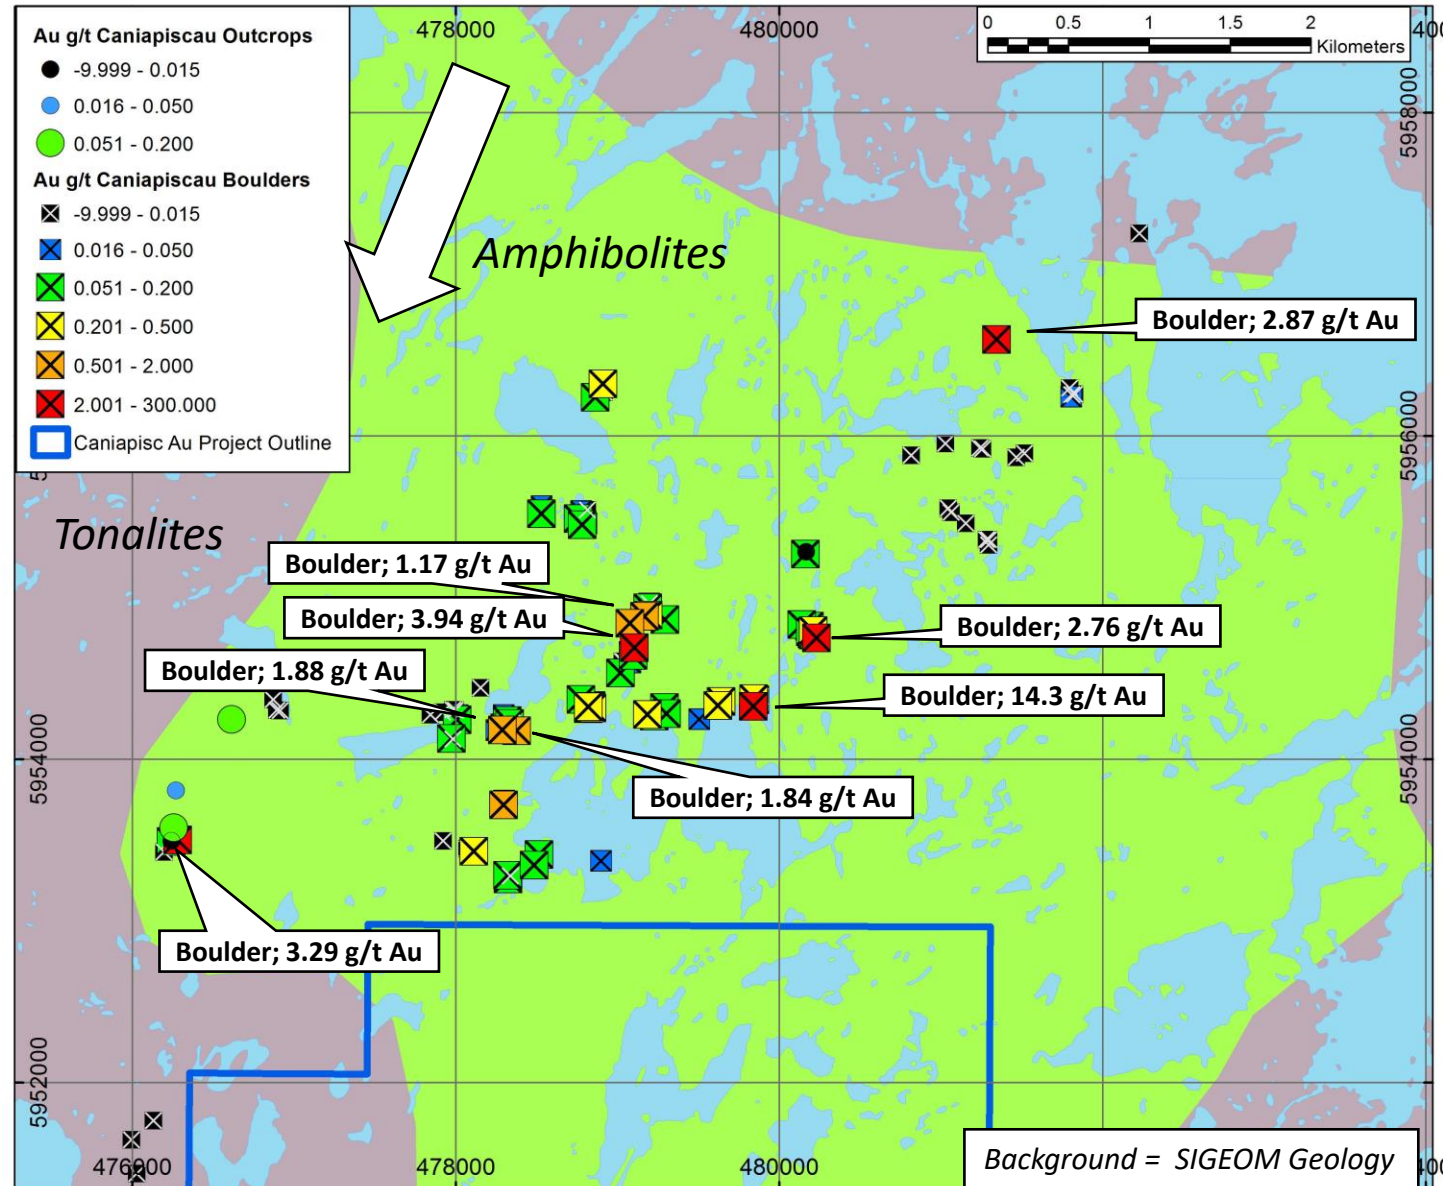 Au g/t Caniapiscau Outcrops
-9.999 - 0.015
0.016 - 0.050
0.051 - 0.200
Au g/t Caniapiscau Boulders
-9.999 - 0.015
0.016 - 0.050
0.051 - 0.200
0.201 - 0.500
0.501 - 2.000
2.001 - 300.000
Caniapisc Au Project Outline
478000
480000
0 0.5 1 1.5 2
Kilometers
5958000
Amphibolites
Boulder; 2.87 g/t Au
5956000
Tonalites
Boulder; 1.17 g/t Au
Boulder; 3.94 g/t Au
Boulder; 2.76 g/t Au
Boulder; 1.88 g/t Au
Boulder; 14.3 g/t Au
5954000
5954000
Boulder; 1.84 g/t Au
Boulder; 3.29 g/t Au
5952000
476000
478000
480000
Background = SIGEOM Geology